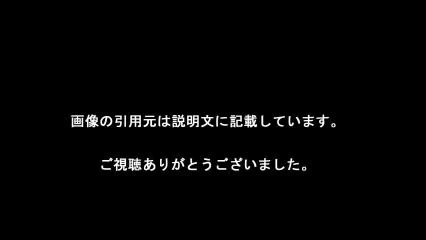 画像の引用元は説明文に記載しています。
ご視聴ありがとうございました。